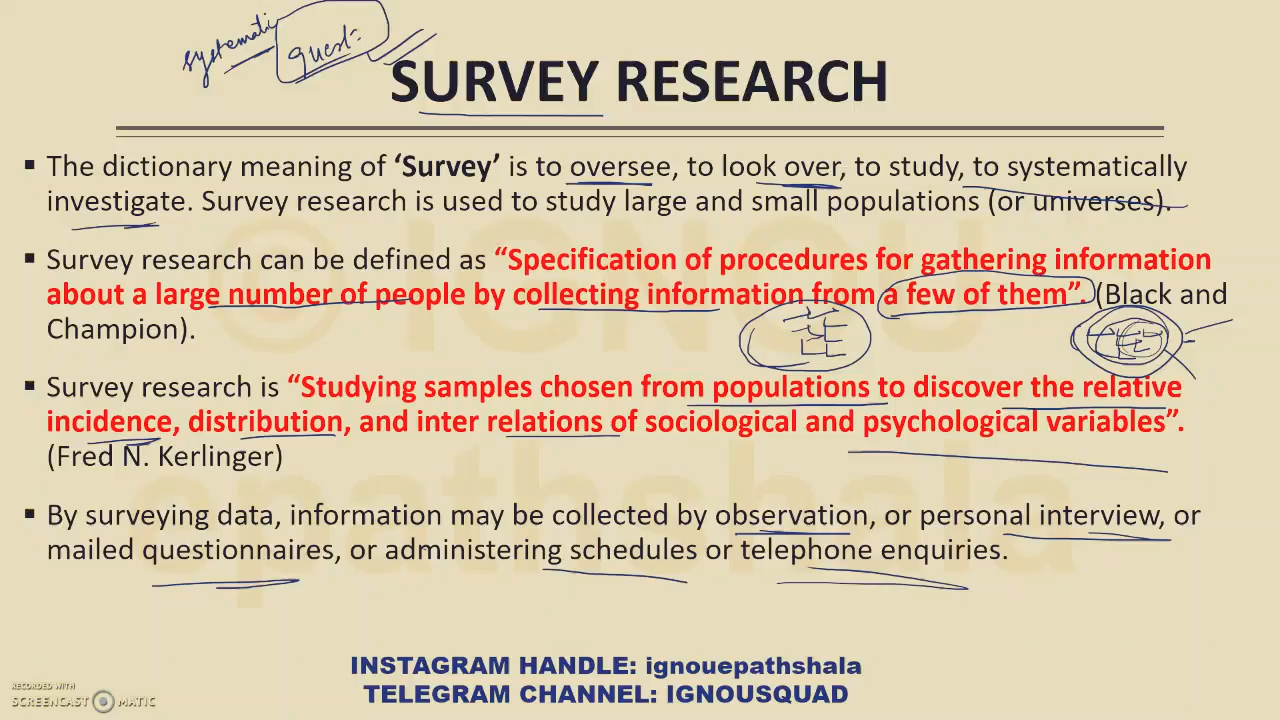 systematic quest:
SURVEY RESEARCH
▪ The dictionary meaning of ‘Survey’ is to oversee, to look over, to study, to systematically
investigate. Survey research is used to study large and small populations (or universes).
▪ Survey research can be defined as “Specification of procedures for gathering information
about a large number of people by collecting information from a few of them”. (Black and
Champion).
▪ Survey research is “Studying samples chosen from populations to discover the relative
incidence, distribution, and inter relations of sociological and psychological variables”.
(Fred N. Kerlinger)
▪ By surveying data, information may be collected by observation, or personal interview, or
mailed questionnaires, or administering schedules or telephone enquiries.
© IGNOU
epathshala
INSTAGRAM HANDLE: ignouepathshala
TELEGRAM CHANNEL: IGNOUSQUAD
RECORDED WITH
SCREENCAST MATIC